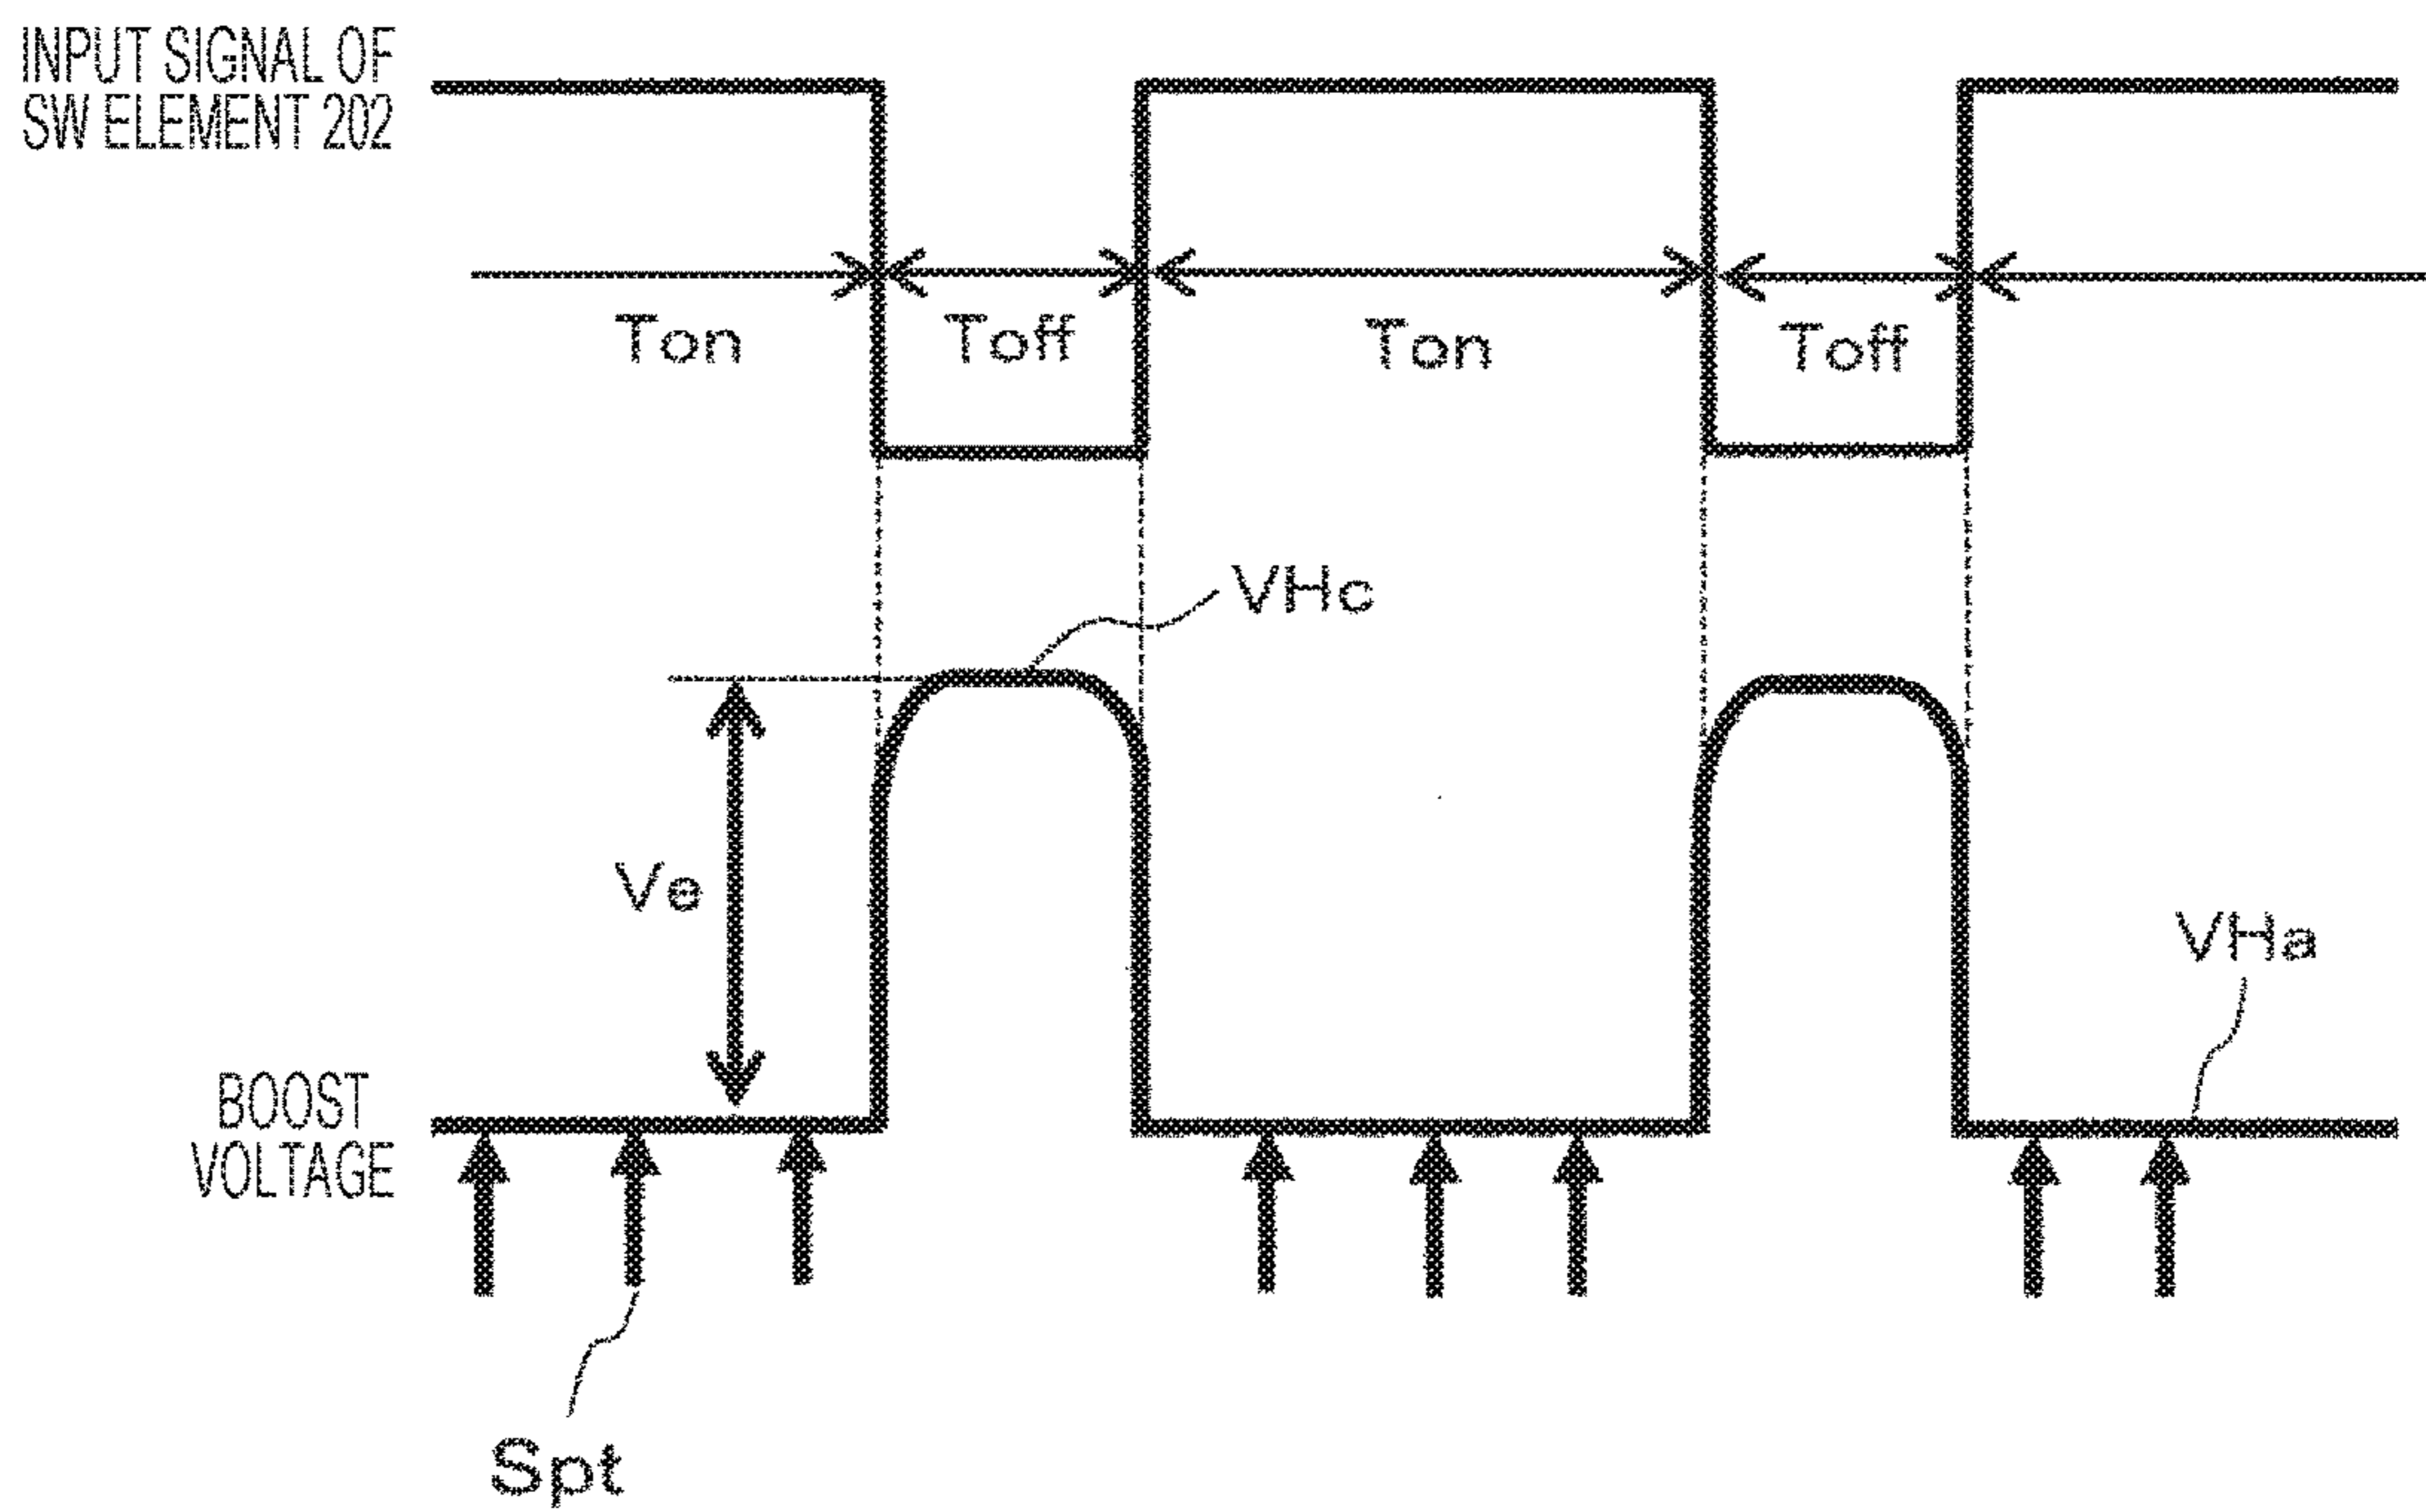 INPUT SIGNAL OF
SW ELEMENT 202
Ton
Toff
Ton
Toff
VHc
Ve
VHa
BOOST
VOLTAGE
Spt